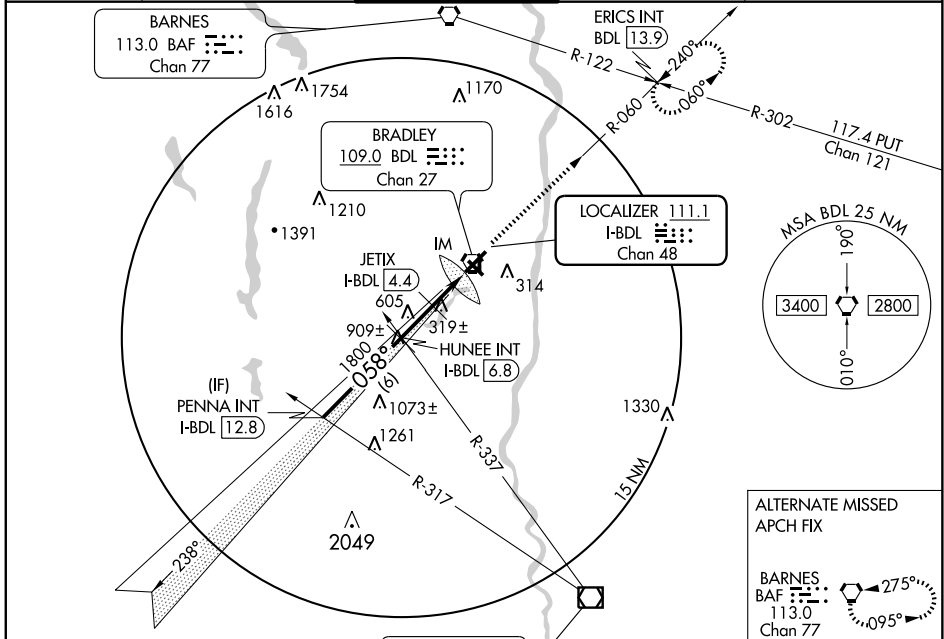 BARNES
113.0 BAF
Chan 77
ERICS INT
BDL 13.9
R-122
240°
060°
R-060
R-302
117.4 PUT
Chan 121
1616
1754
1170
BRADLEY
109.0 BDL
Chan 27
1210
1391
LOCALIZER 111.1
I-BDL
Chan 48
IM
JETIX
I-BDL 4.4
314
605
909±
319±
HUNEE INT
I-BDL 6.8
1800
058°
(6)
(IF)
PENNA INT
I-BDL 12.8
1073±
1261
R-337
R-317
1330
15 NM
2049
238°
MSA BDL 25 NM
190°
3400
2800
010°
ALTERNATE MISSED
APCH FIX
BARNES
BAF
113.0
Chan 77
275°
095°